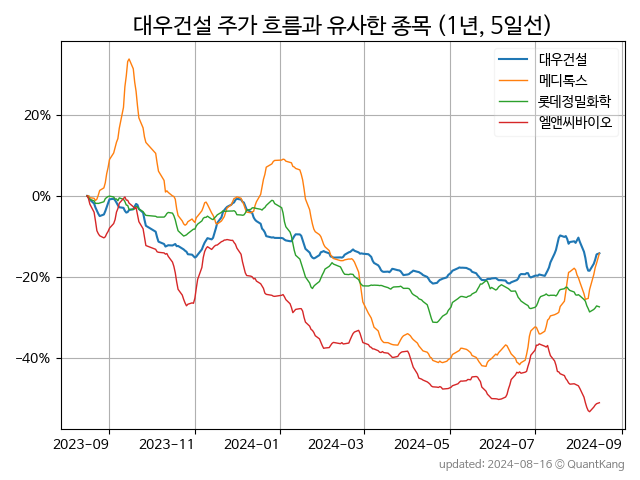 대우건설 주가 흐름과 유사한 종목 (1년, 5일선)
대우건설
메디톡스
롯데정밀화학
엘앤씨바이오
20%
0%
−20%
−40%
2023-09 2023-11 2024-01 2024-03 2024-05 2024-07 2024-09
updated: 2024-08-16 © QuantKang